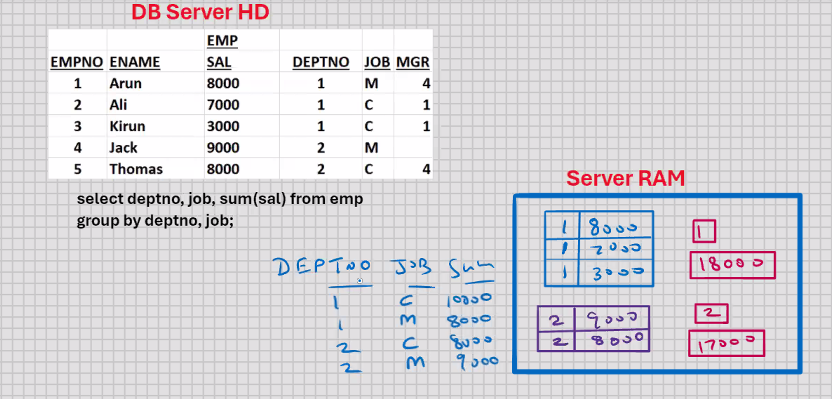 DB Server HD
EMP
EMPNO ENAME SAL DEPTNO JOB MGR
1 Arun 8000 1 M 4
2 Ali 7000 1 C 1
3 Kirun 3000 1 C 1
4 Jack 9000 2 M
5 Thomas 8000 2 C 4
select deptno, job, sum(sal) from emp
group by deptno, job;
DEPTNO JOB Sum
1 C 10000
1 M 8000
2 C 8000
2 M 9000
Server RAM
1 8000
1 7000
1 3000
1
18000
2 9000
2 8000
2
17000